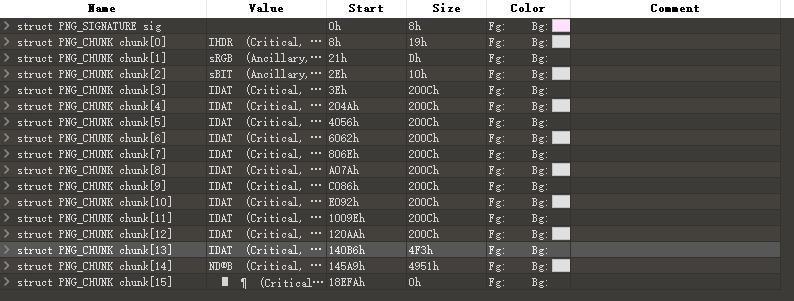 Name Value Start Size Color Comment
struct PNG_SIGNATURE sig 0h 8h Fg: Bg:
struct PNG_CHUNK chunk[0] IHDR (Critical, ... 8h 19h Fg: Bg:
struct PNG_CHUNK chunk[1] sRGB (Ancillary, ... 21h Dh Fg: Bg:
struct PNG_CHUNK chunk[2] sBIT (Ancillary, ... 2Eh 10h Fg: Bg:
struct PNG_CHUNK chunk[3] IDAT (Critical, ... 3Eh 200Ch Fg: Bg:
struct PNG_CHUNK chunk[4] IDAT (Critical, ... 204Ah 200Ch Fg: Bg:
struct PNG_CHUNK chunk[5] IDAT (Critical, ... 4056h 200Ch Fg: Bg:
struct PNG_CHUNK chunk[6] IDAT (Critical, ... 6062h 200Ch Fg: Bg:
struct PNG_CHUNK chunk[7] IDAT (Critical, ... 806Eh 200Ch Fg: Bg:
struct PNG_CHUNK chunk[8] IDAT (Critical, ... A07Ah 200Ch Fg: Bg:
struct PNG_CHUNK chunk[9] IDAT (Critical, ... C086h 200Ch Fg: Bg:
struct PNG_CHUNK chunk[10] IDAT (Critical, ... E092h 200Ch Fg: Bg:
struct PNG_CHUNK chunk[11] IDAT (Critical, ... 1009Eh 200Ch Fg: Bg:
struct PNG_CHUNK chunk[12] IDAT (Critical, ... 120AAh 200Ch Fg: Bg:
struct PNG_CHUNK chunk[13] IDAT (Critical, ... 140B6h 4F3h Fg: Bg:
struct PNG_CHUNK chunk[14] (Critical, ... 145A9h 4951h Fg: Bg:
struct PNG_CHUNK chunk[15] ¶ (Critical... 18EFAh 0h Fg: Bg: